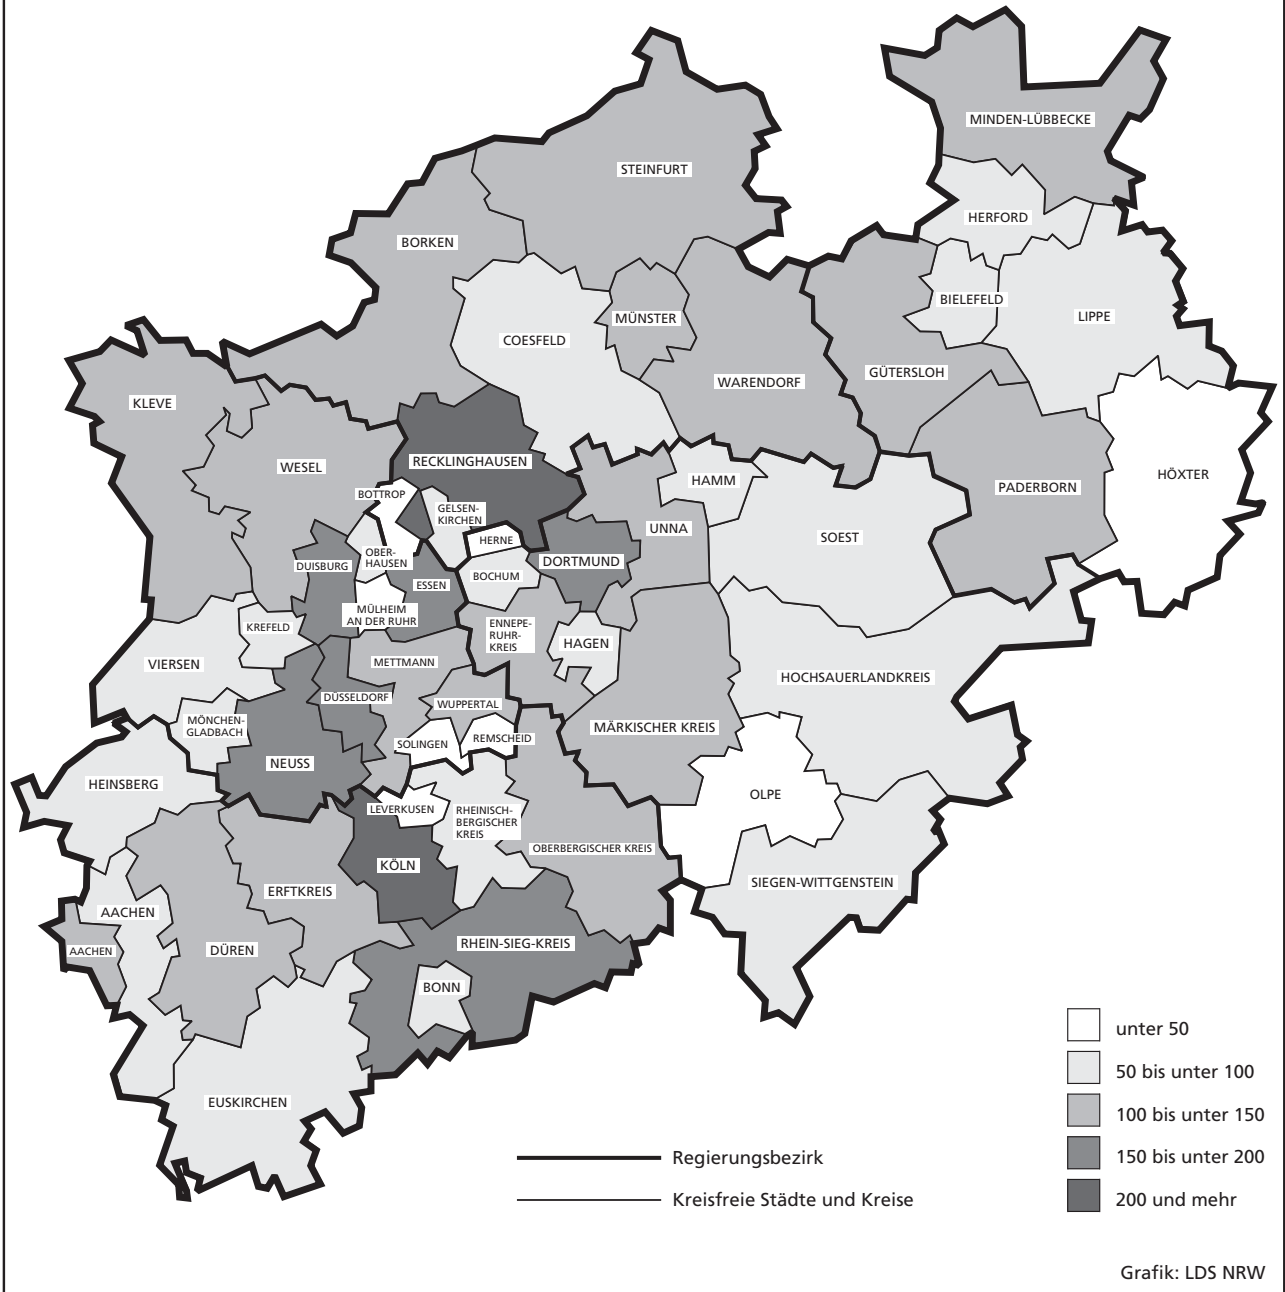 MINDEN-LÜBBECKE
STEINFURT
HERFORD
BORKEN
BIELEFELD
LIPPE
MÜNSTER
COESFELD
GÜTERSLOH
WARENDORF
KLEVE
RECKLINGHAUSEN
WESEL
HÖXTER
HAMM
PADERBORN
BOTTROP
GELSEN-
KIRCHEN
UNNA
SOEST
HERNE
OBER-
HAUSEN
DORTMUND
DUISBURG
BOCHUM
ESSEN
MÜLHEIM
AN DER RUHR
KREFELD
ENNEPE-
RUHR-
KREIS
HAGEN
VIERSEN
METTMANN
HOCHSAUERLANDKREIS
DÜSSELDORF
WUPPERTAL
MÖNCHEN-
GLADBACH
MÄRKISCHER KREIS
SOLINGEN
REMSCHEID
NEUSS
HEINSBERG
OLPE
LEVERKUSEN
RHEINISCH-
BERGISCHER
KREIS
OBERBERGISCHER KREIS
KÖLN
SIEGEN-WITTGENSTEIN
ERFTKREIS
AACHEN
RHEIN-SIEG-KREIS
AACHEN
DÜREN
BONN
EUSKIRCHEN
unter 50
50 bis unter 100
100 bis unter 150
150 bis unter 200
200 und mehr
Regierungsbezirk
Kreisfreie Städte und Kreise
Grafik: LDS NRW